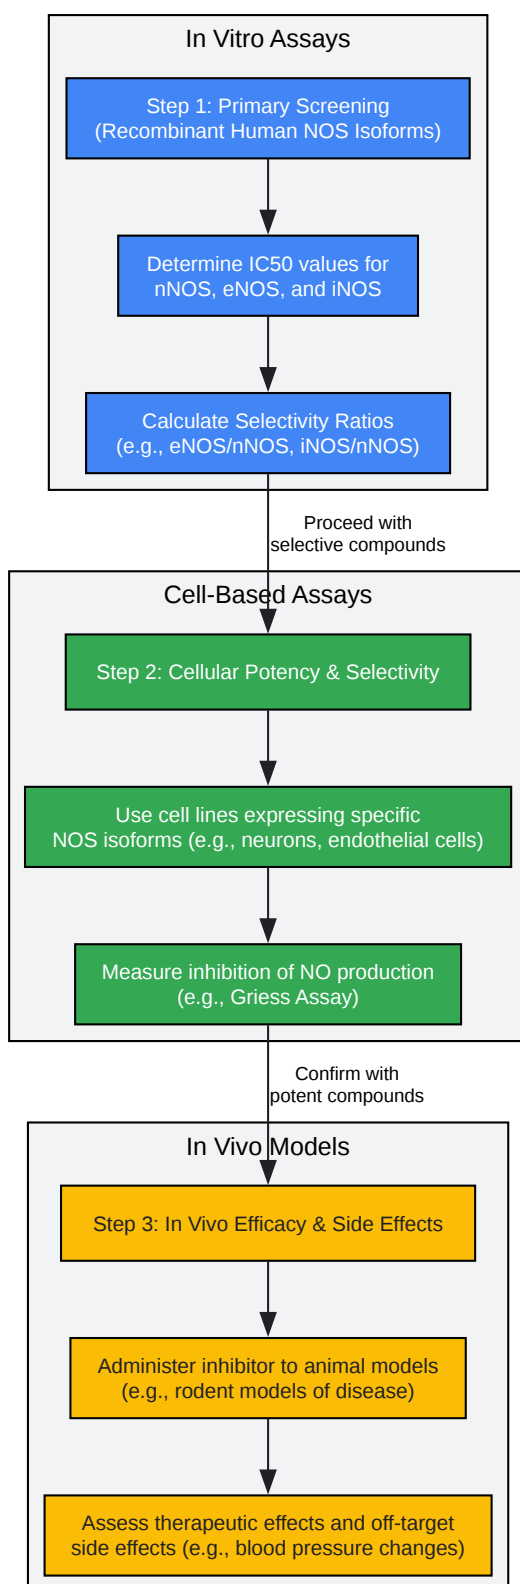 In Vitro Assays
Step 1: Primary Screening
(Recombinant Human NOS Isoforms)
Determine IC50 values for
nNOS, eNOS, and iNOS
Calculate Selectivity Ratios
(e.g., eNOS/nNOS, iNOS/nNOS)
Proceed with
selective compounds
Cell-Based Assays
Step 2: Cellular Potency & Selectivity
Use cell lines expressing specific
NOS isoforms (e.g., neurons, endothelial cells)
Measure inhibition of NO production
(e.g., Griess Assay)
Confirm with
potent compounds
In Vivo Models
Step 3: In Vivo Efficacy & Side Effects
Administer inhibitor to animal models
(e.g., rodent models of disease)
Assess therapeutic effects and off-target
side effects (e.g., blood pressure changes)